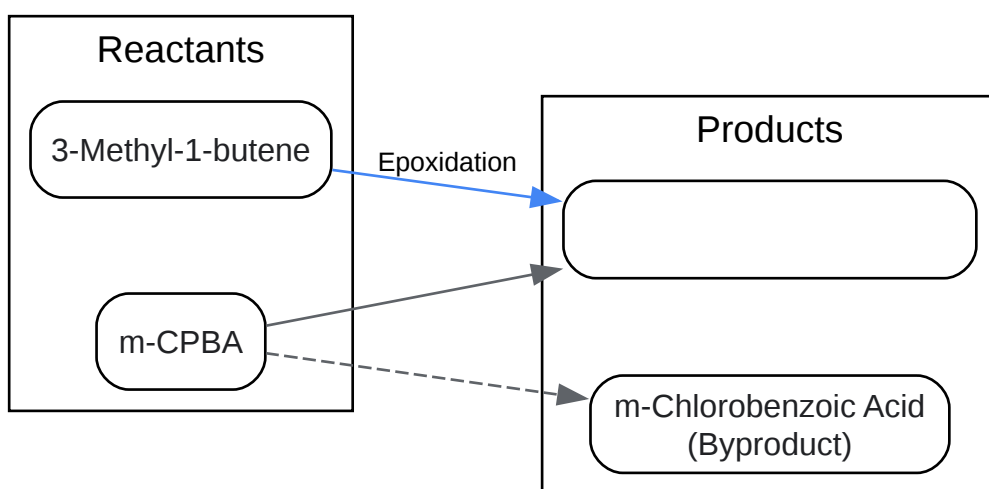 Reactants
3-Methyl-1-butene
Epoxidation
Products
m-CPBA
m-Chlorobenzoic Acid
(Byproduct)